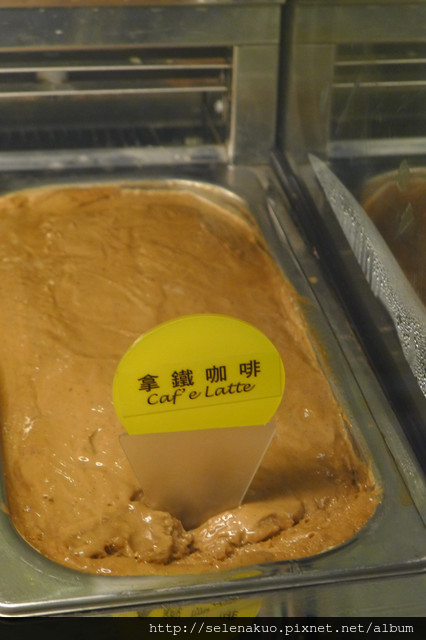 拿鐵咖啡
Caf'e Latte
http://selenakuo.pixnet.net/album